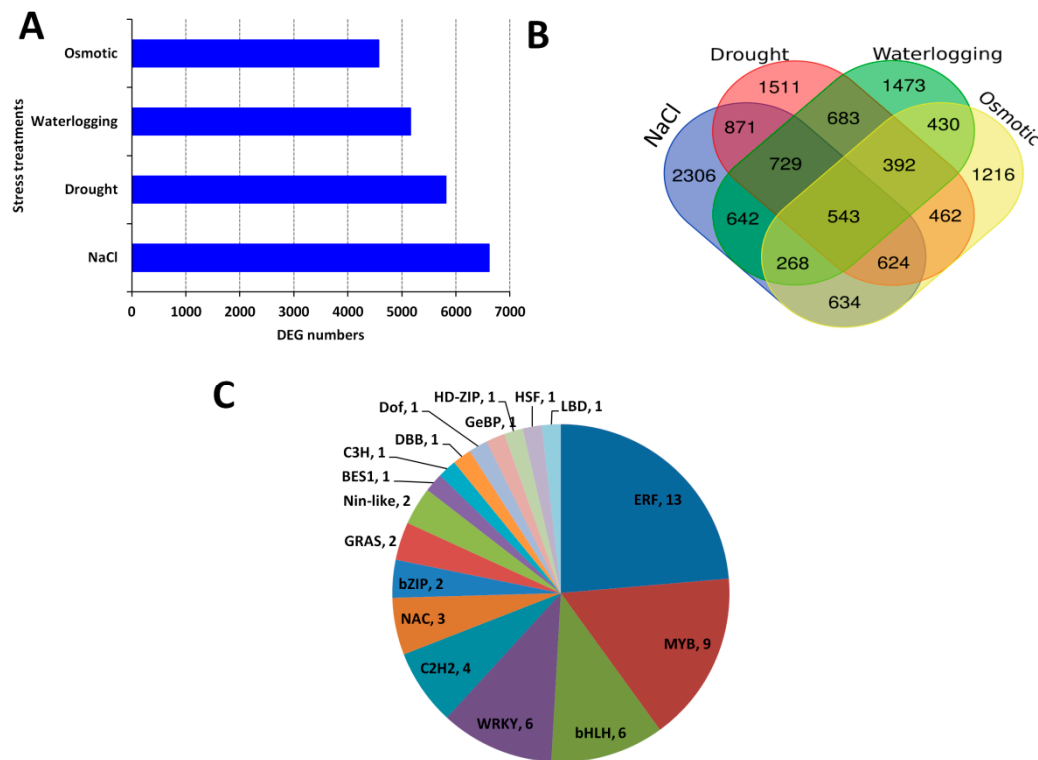 A
Stress treatments
Osmotic
Waterlogging
Drought
NaCl
0 1000 2000 3000 4000 5000 6000 7000
DEG numbers
B
Drought
Waterlogging
NaCl
Osmotic
1511
1473
871
683
430
2306
729
392
1216
642
543
462
268
624
634
C
HD-ZIP, 1
HSF, 1
LBD, 1
Dof, 1
GeBP, 1
DBB, 1
C3H, 1
BES1, 1
Nin-like, 2
GRAS, 2
bZIP, 2
NAC, 3
C2H2, 4
WRKY, 6
bHLH, 6
MYB, 9
ERF, 13